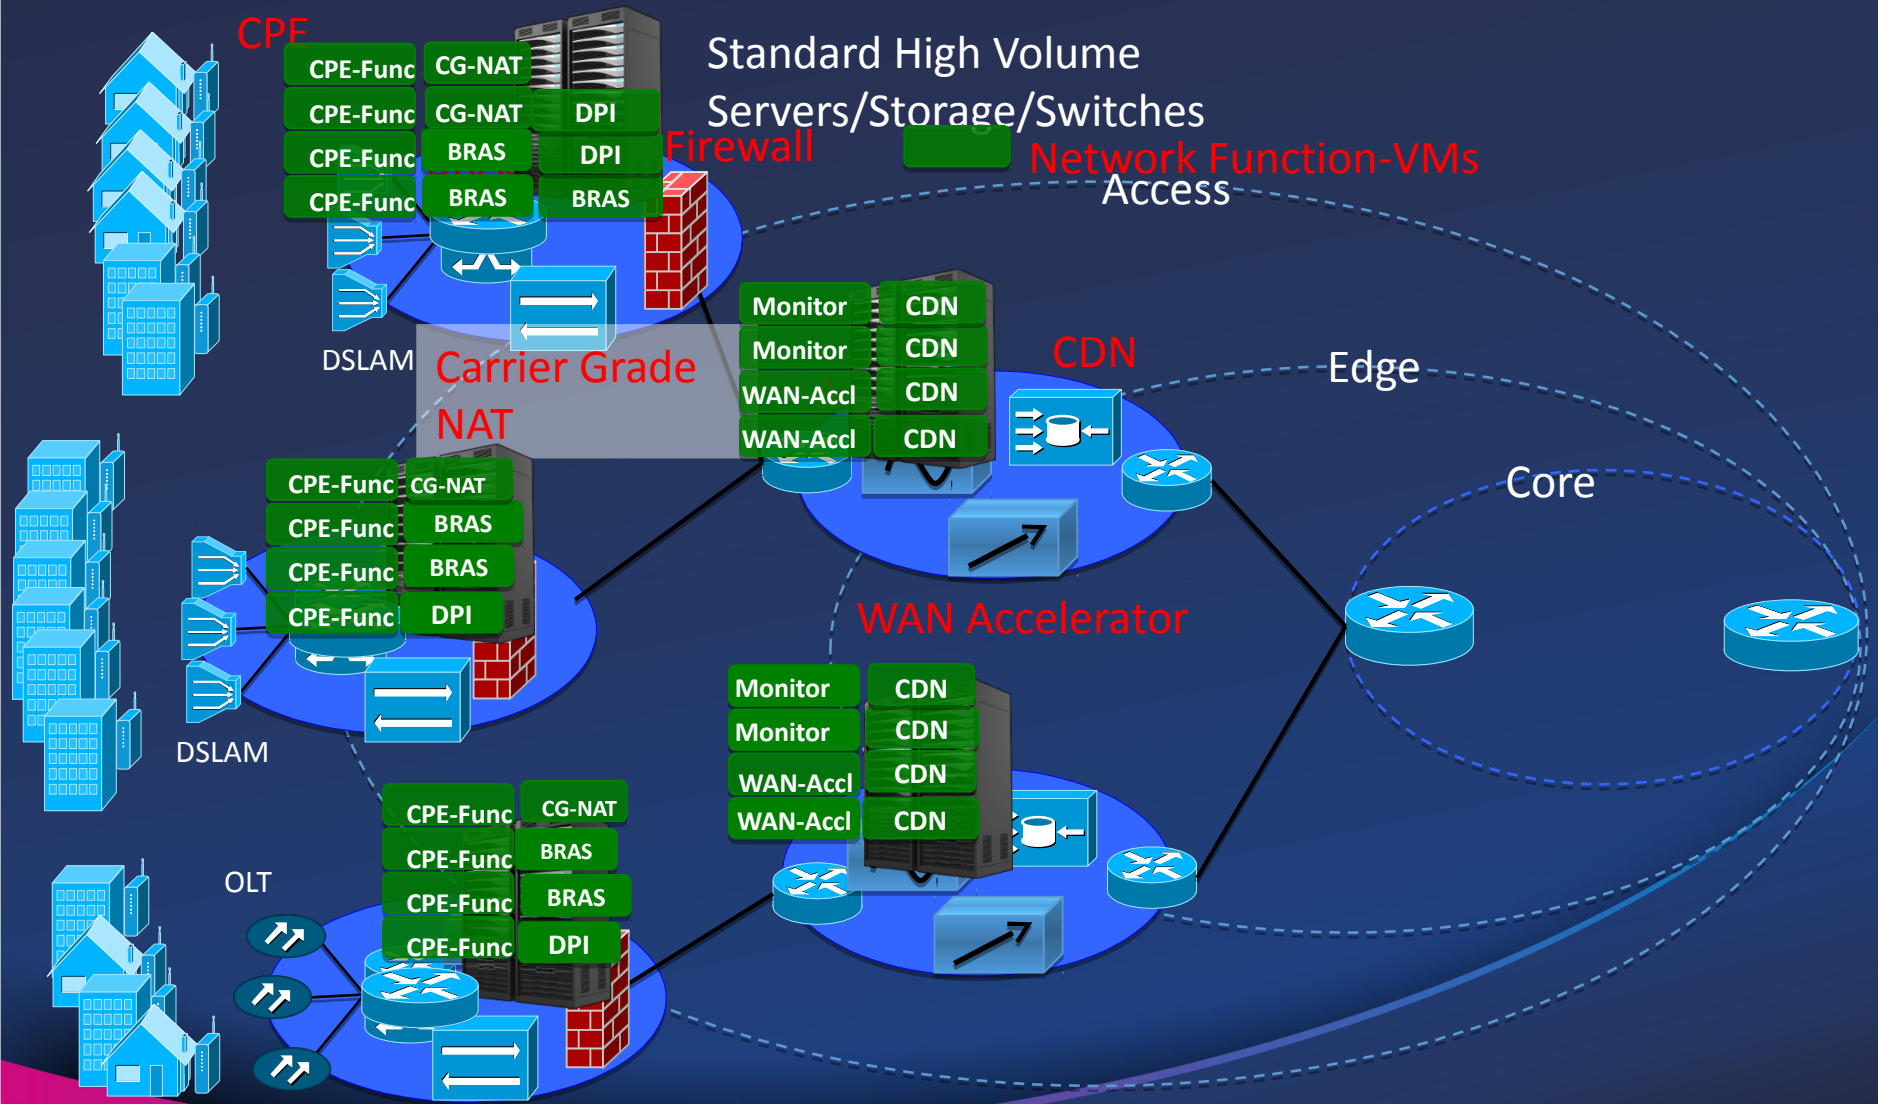 CPE
Standard High Volume
Servers/Storage/Switches
CPE-Func CG-NAT
CPE-Func CG-NAT DPI
CPE-Func BRAS DPI
CPE-Func BRAS BRAS
Firewall
Network Function-VMs
Access
DSLAM
Carrier Grade
NAT
Monitor CDN
Monitor CDN
WAN-Accl CDN
WAN-Accl CDN
CDN
Edge
Core
CPE-Func CG-NAT
CPE-Func BRAS
CPE-Func BRAS
CPE-Func DPI
DSLAM
WAN Accelerator
Monitor CDN
Monitor CDN
WAN-Accl CDN
WAN-Accl CDN
CPE-Func CG-NAT
CPE-Func BRAS
CPE-Func BRAS
CPE-Func DPI
OLT